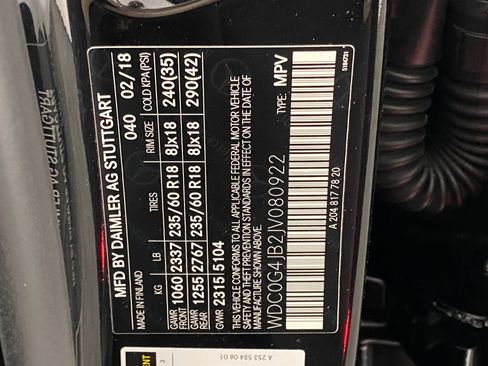 MFD BY DAIMLER AG STUTTGART
MADE IN FINLAND 040 02/18
KG LB TIRES RIM SIZE COLD KPA(PSI)
GAWR FRONT 1060 2337 235/60 R18 8JX18 240(35)
GAWR REAR 1255 2767 235/60 R18 8JX18 290(42)
GVWR 2315 5104
THIS VEHICLE CONFORMS TO ALL APPLICABLE FEDERAL MOTOR VEHICLE
SAFETY, BUMPER, AND THEFT PREVENTION STANDARDS IN EFFECT ON THE DATE OF
MANUFACTURE SHOWN ABOVE.
WDC0G4JB2JV080922 TYPE: MPV
A 204 817 78 20
A 253 584 06 01